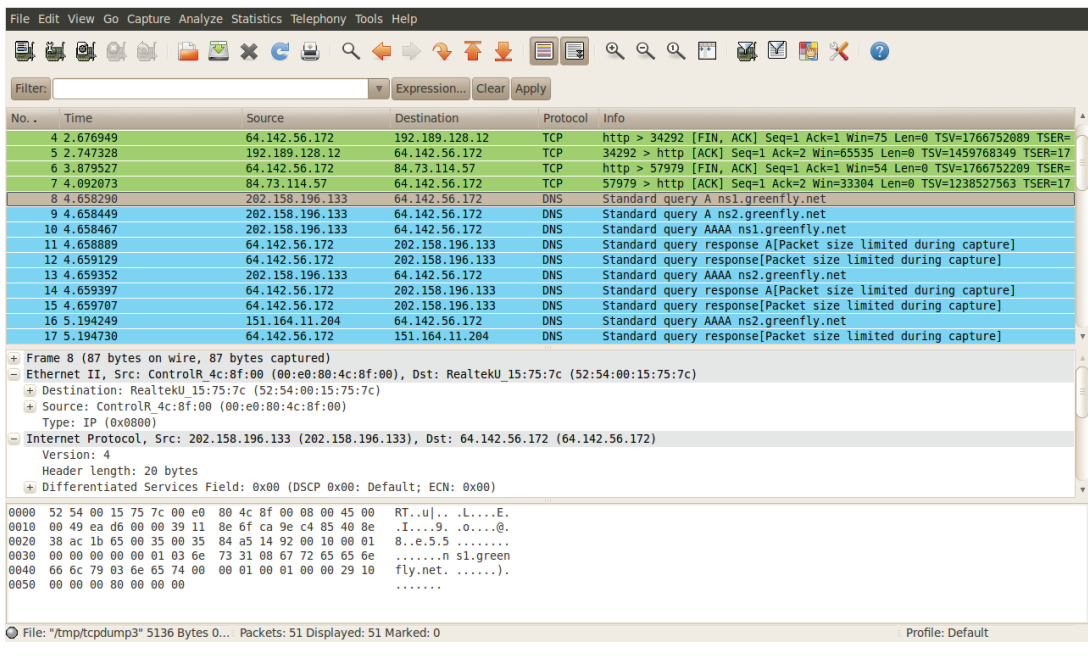 File Edit View Go Capture Analyze Statistics Telephony Tools Help
Filter: Expression... Clear Apply
No. . Time Source Destination Protocol Info
4 2.676949 64.142.56.172 192.189.128.12 TCP http > 34292 [FIN, ACK] Seq=1 Ack=1 Win=75 Len=0 TSV=1766752089 TSER=
5 2.747328 192.189.128.12 64.142.56.172 TCP 34292 > http [ACK] Seq=1 Ack=2 Win=65535 Len=0 TSV=1459768349 TSER=17
6 3.879527 64.142.56.172 84.73.114.57 TCP http > 57979 [FIN, ACK] Seq=1 Ack=1 Win=54 Len=0 TSV=1766752209 TSER=
7 4.092073 84.73.114.57 64.142.56.172 TCP 57979 > http [ACK] Seq=1 Ack=2 Win=33304 Len=0 TSV=1238527563 TSER=17
8 4.658290 202.158.196.133 64.142.56.172 DNS Standard query A ns1.greenfly.net
9 4.658449 202.158.196.133 64.142.56.172 DNS Standard query A ns2.greenfly.net
10 4.658467 202.158.196.133 64.142.56.172 DNS Standard query AAAA ns1.greenfly.net
11 4.658889 64.142.56.172 202.158.196.133 DNS Standard query response A[Packet size limited during capture]
12 4.659129 64.142.56.172 202.158.196.133 DNS Standard query response[Packet size limited during capture]
13 4.659352 202.158.196.133 64.142.56.172 DNS Standard query AAAA ns2.greenfly.net
14 4.659397 64.142.56.172 202.158.196.133 DNS Standard query response A[Packet size limited during capture]
15 4.659707 64.142.56.172 202.158.196.133 DNS Standard query response[Packet size limited during capture]
16 5.194249 151.164.11.204 64.142.56.172 DNS Standard query AAAA ns2.greenfly.net
17 5.194730 64.142.56.172 151.164.11.204 DNS Standard query response[Packet size limited during capture]
Frame 8 (87 bytes on wire, 87 bytes captured)
Ethernet II, Src: ControlR_4c:8f:00 (00:e0:80:4c:8f:00), Dst: RealtekU_15:75:7c (52:54:00:15:75:7c)
Destination: RealtekU_15:75:7c (52:54:00:15:75:7c)
Source: ControlR_4c:8f:00 (00:e0:80:4c:8f:00)
Type: IP (0x0800)
Internet Protocol, Src: 202.158.196.133 (202.158.196.133), Dst: 64.142.56.172 (64.142.56.172)
Version: 4
Header length: 20 bytes
Differentiated Services Field: 0x00 (DSCP 0x00: Default; ECN: 0x00)
0000 52 54 00 15 75 7c 00 e0 80 4c 8f 00 08 00 45 00 RT..u|.. .L....E.
0010 00 49 ea d6 00 00 39 11 8e 6f ca 9e c4 85 40 8e .I....9. .o....@.
0020 38 ac 1b 65 00 35 00 35 84 a5 14 92 00 10 00 01 8..e.5.5 ........
0030 00 00 00 00 00 01 03 6e 73 31 08 67 72 65 65 6e .......n s1.green
0040 66 6c 79 03 6e 65 74 00 00 01 00 01 00 00 29 10 fly.net. ......).
0050 00 00 00 80 00 00 00 .......
File: "/tmp/tcpdump3" 5136 Bytes 0... Packets: 51 Displayed: 51 Marked: 0 Profile: Default